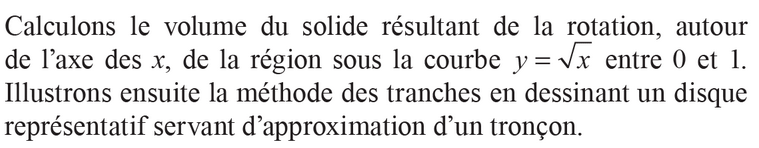 Calculons le volume du solide résultant de la rotation, autour
de l'axe des x, de la région sous la courbe y = √x entre 0 et 1.
Illustrons ensuite la méthode des tranches en dessinant un disque
représentatif servant d'approximation d'un tronçon.